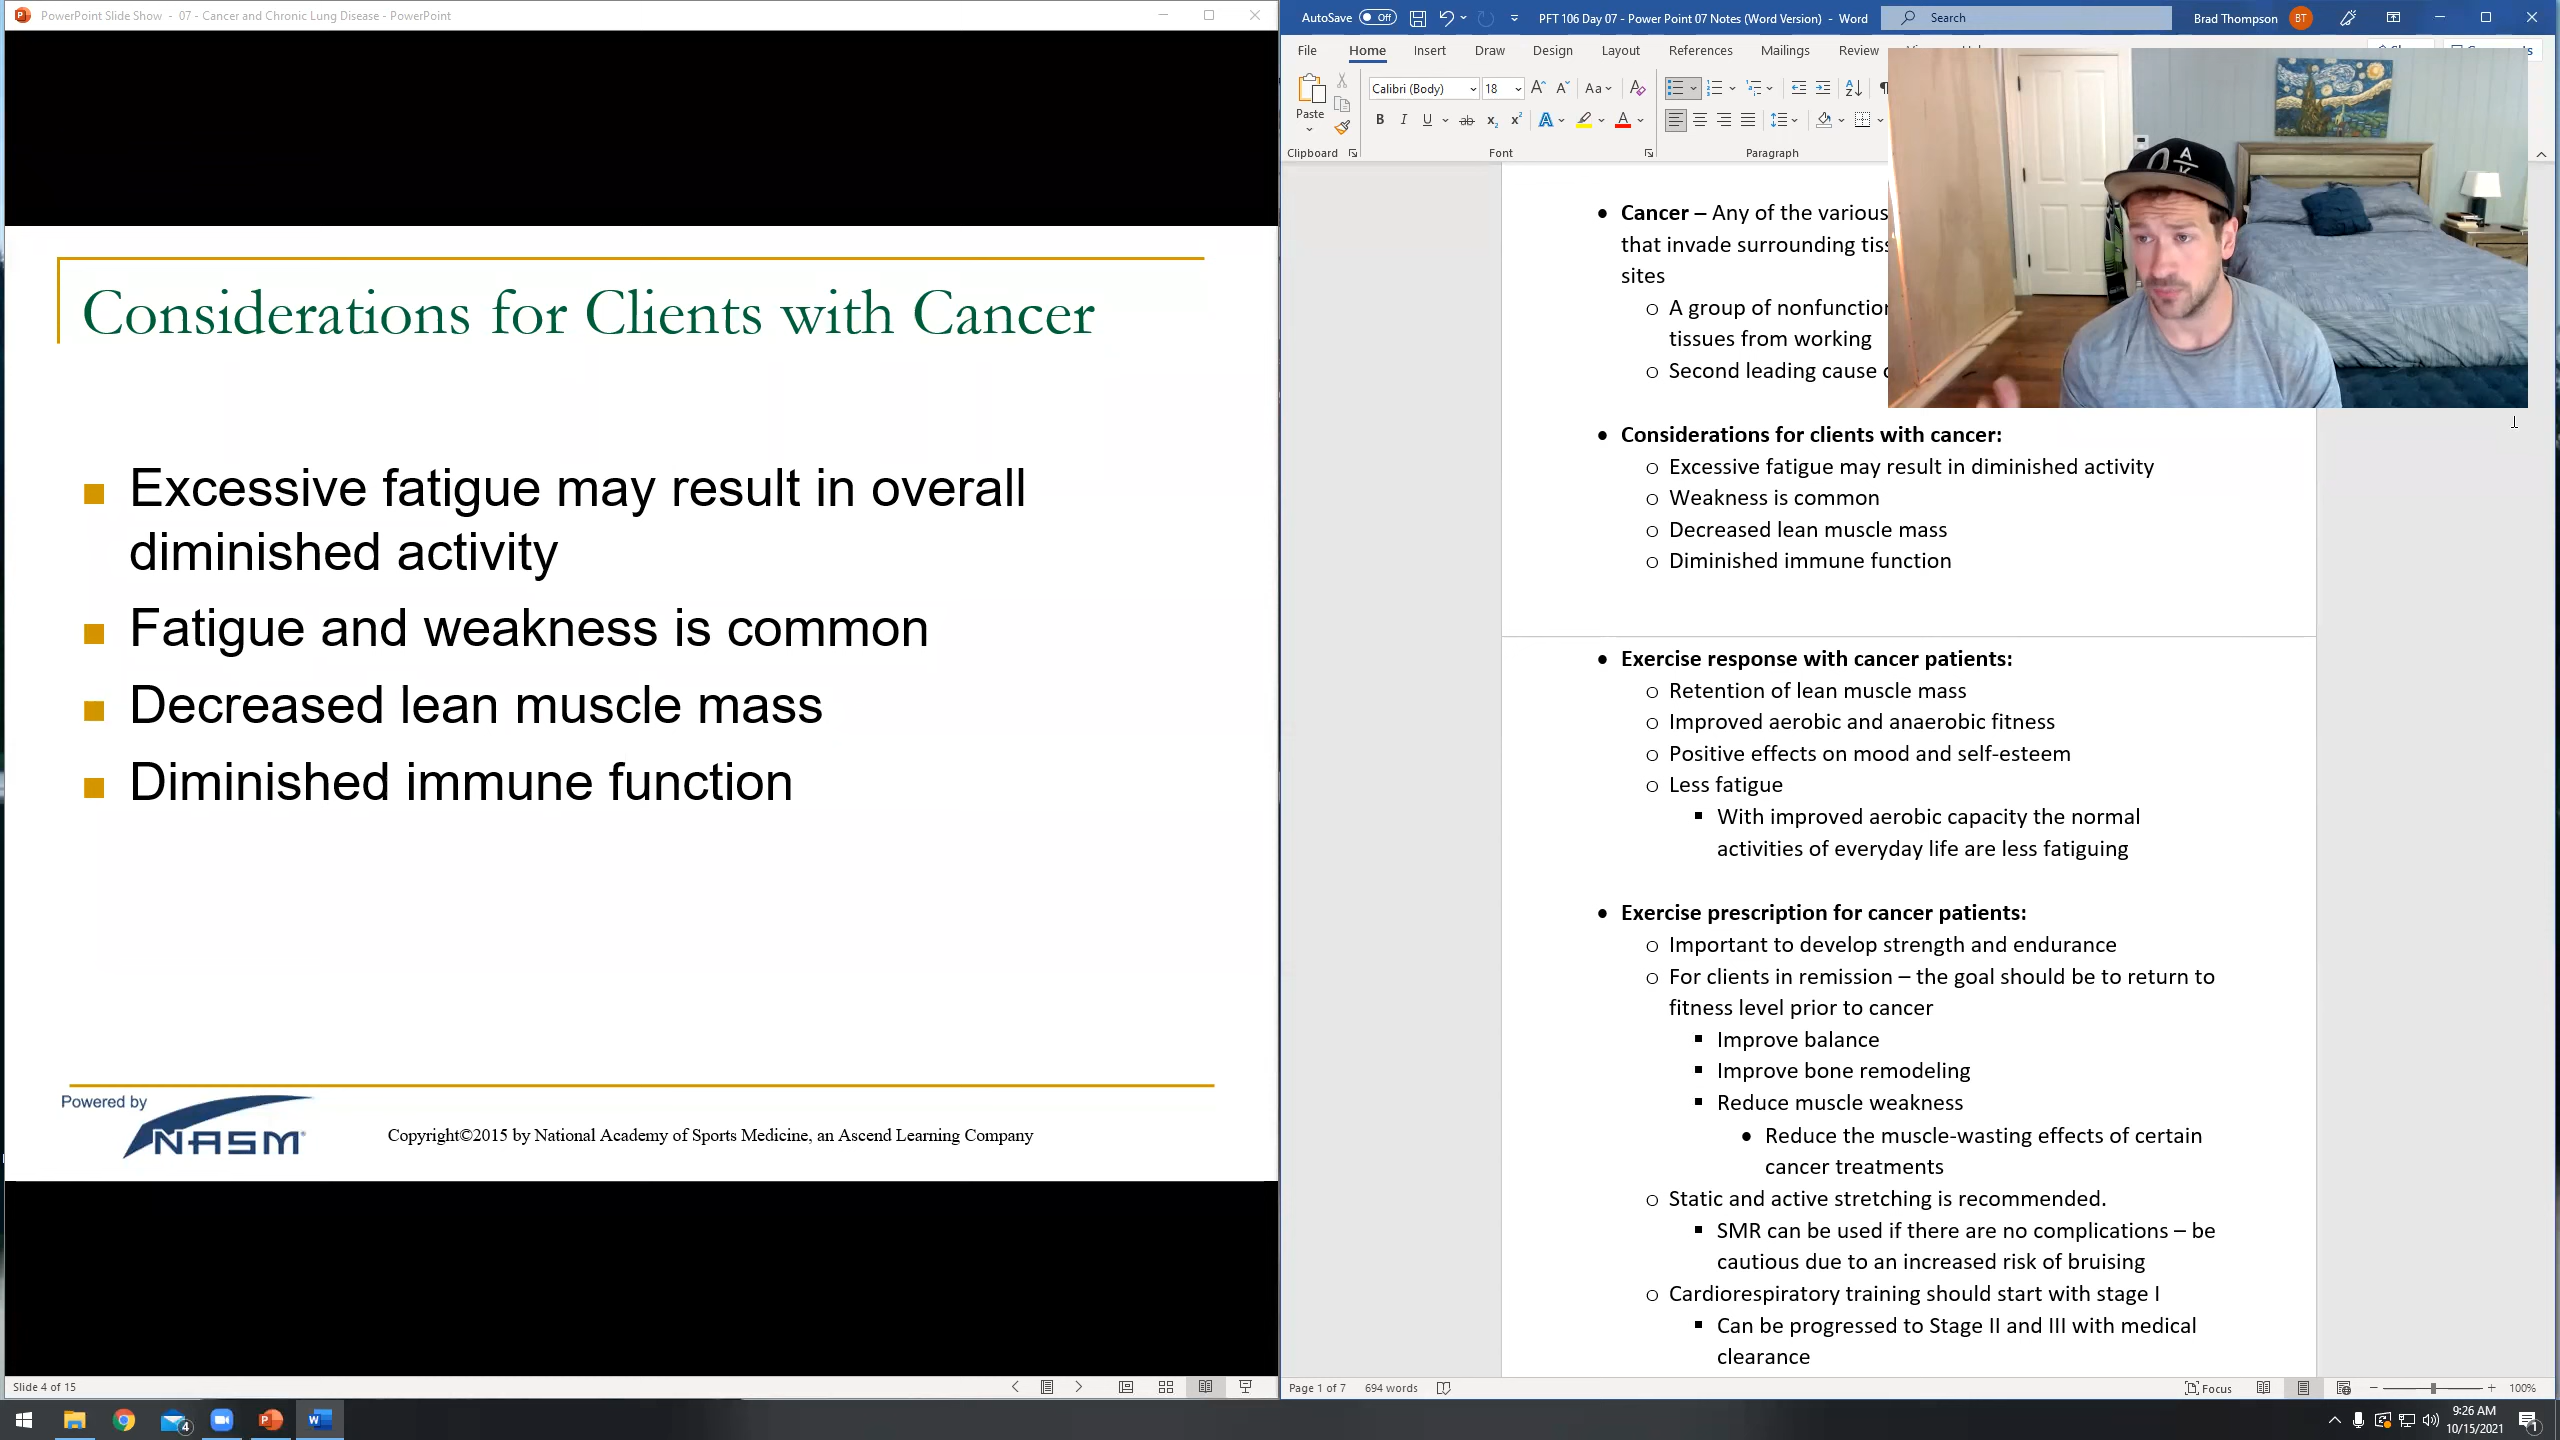 PowerPoint Slide Show - 07 - Cancer and Chronic Lung Disease - PowerPoint
Considerations for Clients with Cancer
Excessive fatigue may result in overall
diminished activity
Fatigue and weakness is common
Decreased lean muscle mass
Diminished immune function
Powered by
NASM
Copyright©2015 by National Academy of Sports Medicine, an Ascend Learning Company
Slide 4 of 15
AutoSave Off
PFT 106 Day 07 - Power Point 07 Notes (Word Version) - Word
Search
Brad Thompson BT
File Home Insert Draw Design Layout References Mailings Review
Paste
Calibri (Body) 18
Clipboard Font Paragraph
Cancer – Any of the various
that invade surrounding
sites
A group of
tissues from working
Second leading cause
Considerations for clients with cancer:
Excessive fatigue may result in diminished activity
Weakness is common
Decreased lean muscle mass
Diminished immune function
Exercise response with cancer patients:
Retention of lean muscle mass
Improved aerobic and anaerobic fitness
Positive effects on mood and self-esteem
Less fatigue
With improved aerobic capacity the normal
activities of everyday life are less fatiguing
Exercise prescription for cancer patients:
Important to develop strength and endurance
For clients in remission – the goal should be to return to
fitness level prior to cancer
Improve balance
Improve bone remodeling
Reduce muscle weakness
Reduce the muscle-wasting effects of certain
cancer treatments
Static and active stretching is recommended.
SMR can be used if there are no complications – be
cautious due to an increased risk of bruising
Cardiorespiratory training should start with stage I
Can be progressed to Stage II and III with medical
clearance
Page 1 of 7 694 words
Focus
100%
4
9:26 AM
10/15/2021
1